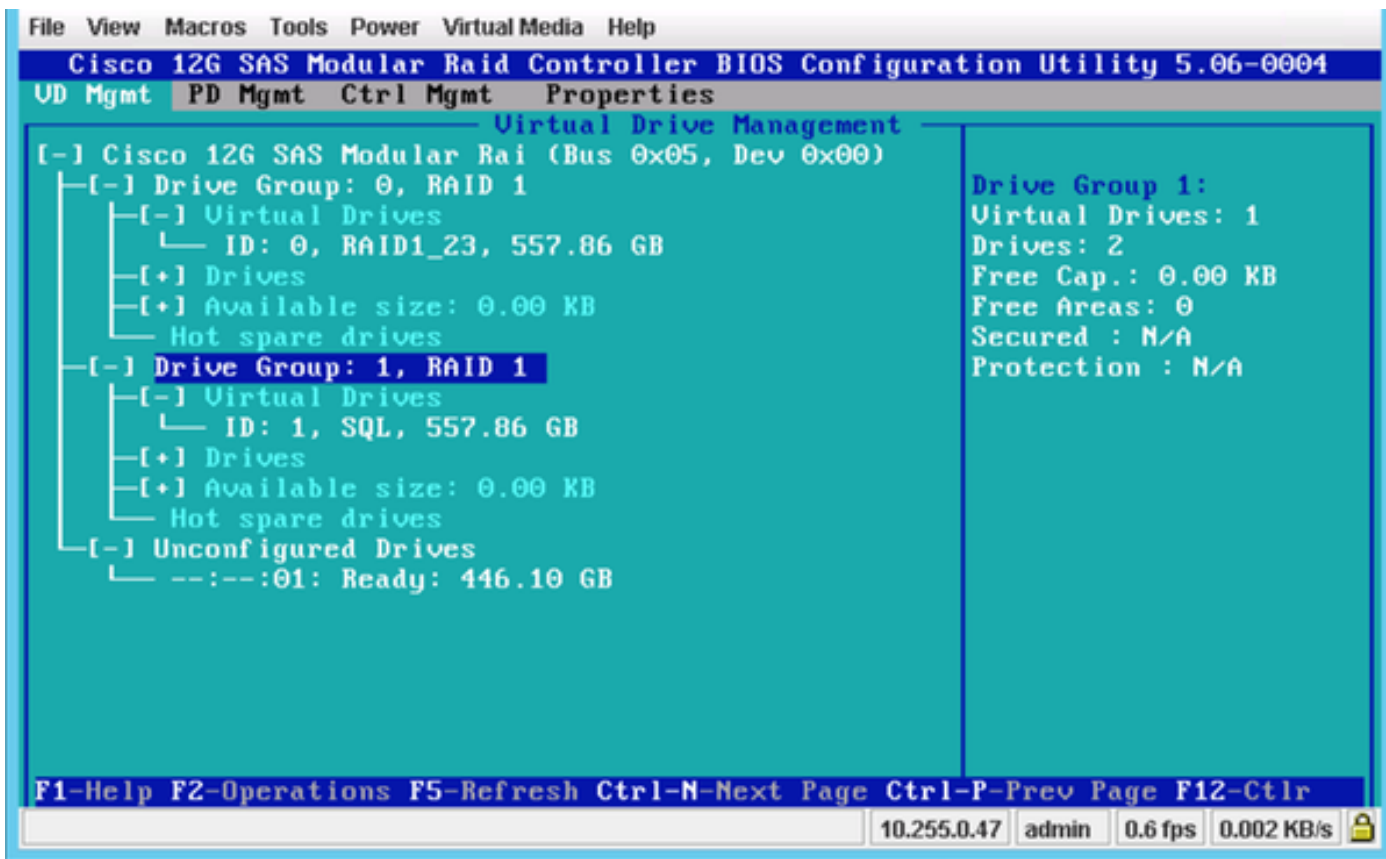 File View Macros Tools Power Virtual Media Help
Cisco 12G SAS Modular Raid Controller BIOS Configuration Utility 5.06-0004
VD Mgmt PD Mgmt Ctrl Mgmt Properties
Virtual Drive Management
[-] Cisco 12G SAS Modular Rai (Bus 0x05, Dev 0x00)
[-] Drive Group: 0, RAID 1
[-] Virtual Drives
ID: 0, RAID1_23, 557.86 GB
[+] Drives
[+] Available size: 0.00 KB
Hot spare drives
[-] Drive Group: 1, RAID 1
[-] Virtual Drives
ID: 1, SQL, 557.86 GB
[+] Drives
[+] Available size: 0.00 KB
Hot spare drives
[-] Unconfigured Drives
--:--:01: Ready: 446.10 GB
Drive Group 1:
Virtual Drives: 1
Drives: 2
Free Cap.: 0.00 KB
Free Areas: 0
Secured : N/A
Protection : N/A
F1-Help F2-Operations F5-Refresh Ctrl-N-Next Page Ctrl-P-Prev Page F12-Ctlr
10.255.0.47 admin 0.6 fps 0.002 KB/s